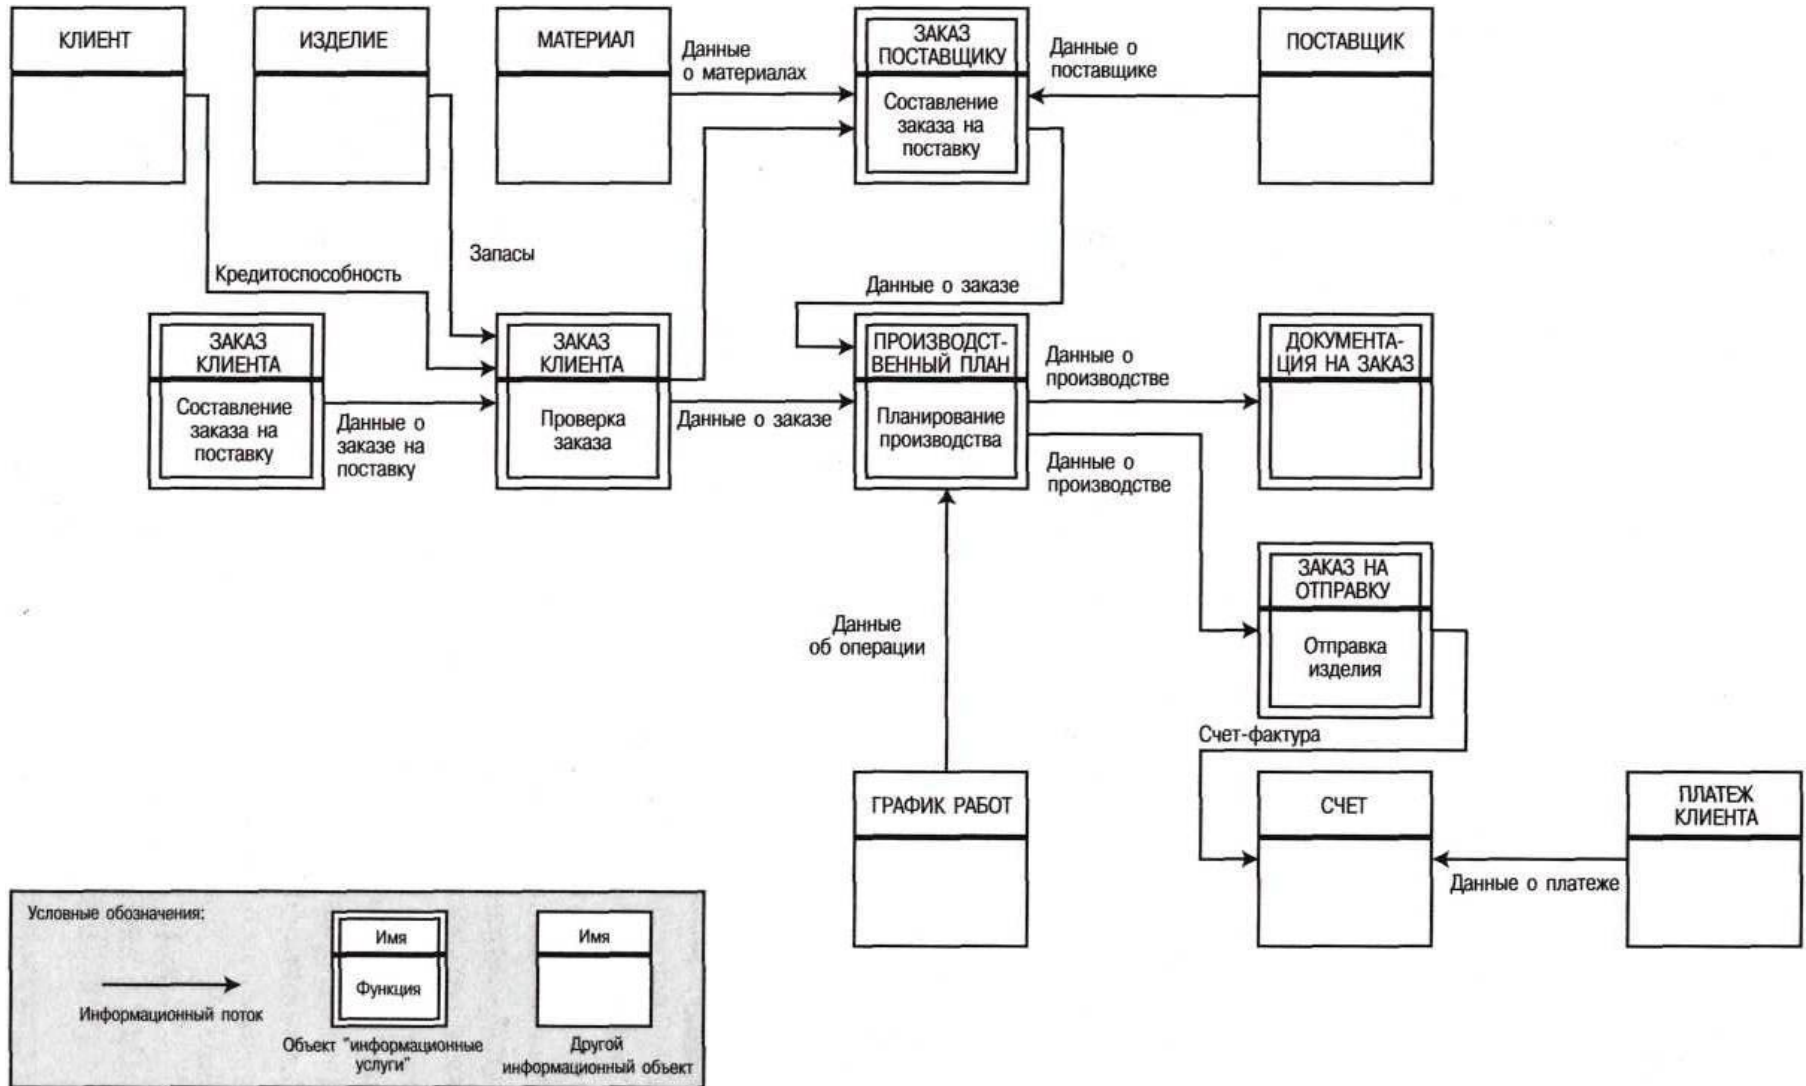 КЛИЕНТ
ИЗДЕЛИЕ
МАТЕРИАЛ
Данные
о материалах
ЗАКАЗ
ПОСТАВЩИКУ
Составление
заказа на
поставку
Данные о
поставщике
ПОСТАВЩИК
Запасы
Кредитоспособность
Данные о заказе
ЗАКАЗ
КЛИЕНТА
Составление
заказа на
поставку
Данные о
заказе на
поставку
ЗАКАЗ
КЛИЕНТА
Проверка
заказа
Данные о заказе
ПРОИЗВОДСТ-
ВЕННЫЙ ПЛАН
Планирование
производства
Данные о
производстве
Данные о
производстве
ДОКУМЕНТА-
ЦИЯ НА ЗАКАЗ
ЗАКАЗ НА
ОТПРАВКУ
Отправка
изделия
Данные
об операции
Счет-фактура
ГРАФИК РАБОТ
СЧЕТ
ПЛАТЕЖ
КЛИЕНТА
Данные о платеже
Условные обозначения:
Информационный поток
Имя
Функция
Объект "информационные
услуги"
Имя
Другой
информационный объект